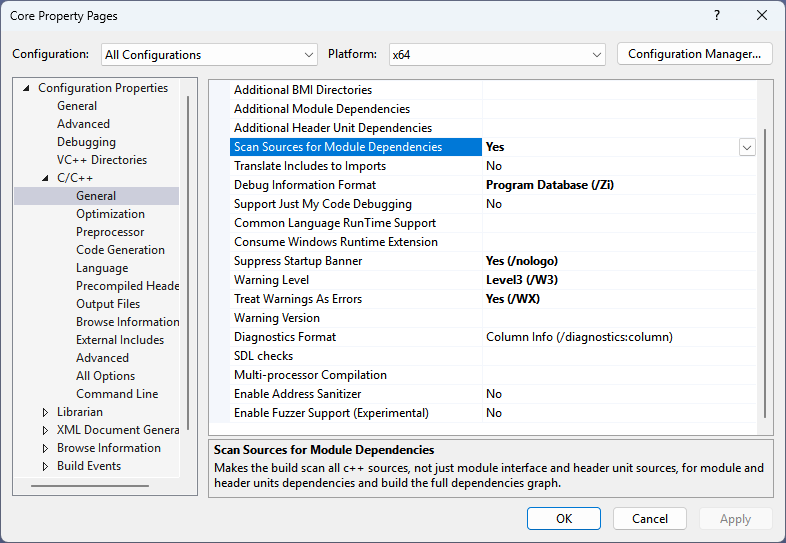 Core Property Pages
?
Configuration: All Configurations Platform: x64 Configuration Manager...
Configuration Properties
General
Advanced
Debugging
VC++ Directories
C/C++
General
Optimization
Preprocessor
Code Generation
Language
Precompiled Heade
Output Files
Browse Information
External Includes
Advanced
All Options
Command Line
Librarian
XML Document Genera
Browse Information
Build Events
Additional BMI Directories
Additional Module Dependencies
Additional Header Unit Dependencies
Scan Sources for Module Dependencies Yes
Translate Includes to Imports No
Debug Information Format Program Database (/Zi)
Support Just My Code Debugging No
Common Language RunTime Support
Consume Windows Runtime Extension
Suppress Startup Banner Yes (/nologo)
Warning Level Level3 (/W3)
Treat Warnings As Errors Yes (/WX)
Warning Version
Diagnostics Format Column Info (/diagnostics:column)
SDL checks
Multi-processor Compilation
Enable Address Sanitizer No
Enable Fuzzer Support (Experimental) No
Scan Sources for Module Dependencies
Makes the build scan all c++ sources, not just module interface and header unit sources, for module and
header units dependencies and build the full dependencies graph.
OK Cancel Apply